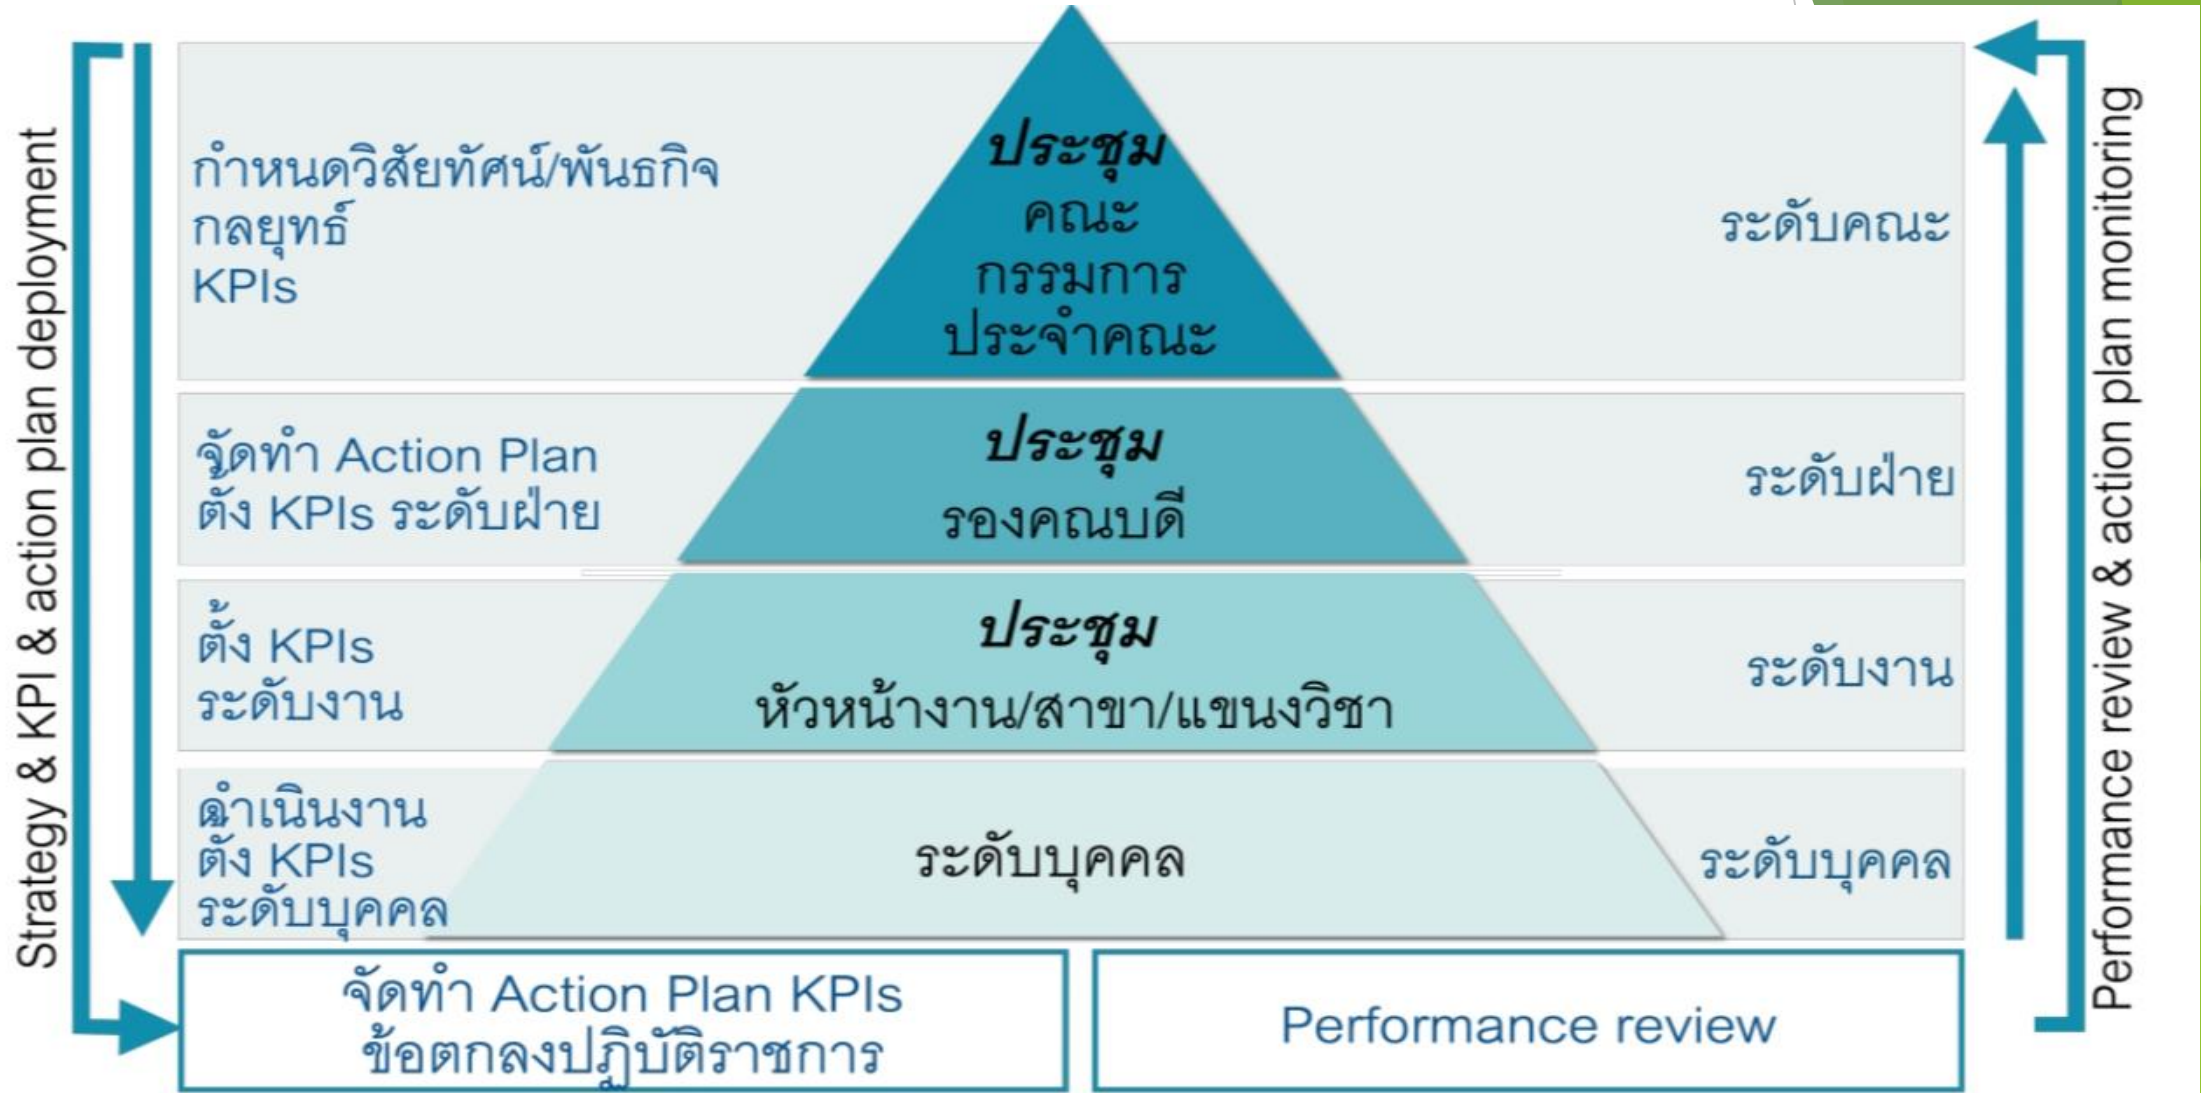 Strategy & KPI & action plan deployment
กำหนดวิสัยทัศน์/พันธกิจ
กลยุทธ์
KPIs
ประชุม
คณะ
กรรมการ
ประจำคณะ
ระดับคณะ
จัดทำ Action Plan
ตั้ง KPIs ระดับฝ่าย
ประชุม
รองคณบดี
ระดับฝ่าย
ตั้ง KPIs
ระดับงาน
ประชุม
หัวหน้างาน/สาขา/แขนงวิชา
ระดับงาน
ดำเนินงาน
ตั้ง KPIs
ระดับบุคคล
ระดับบุคคล
ระดับบุคคล
จัดทำ Action Plan KPIs
ข้อตกลงปฏิบัติราชการ
Performance review
Performance review & action plan monitoring